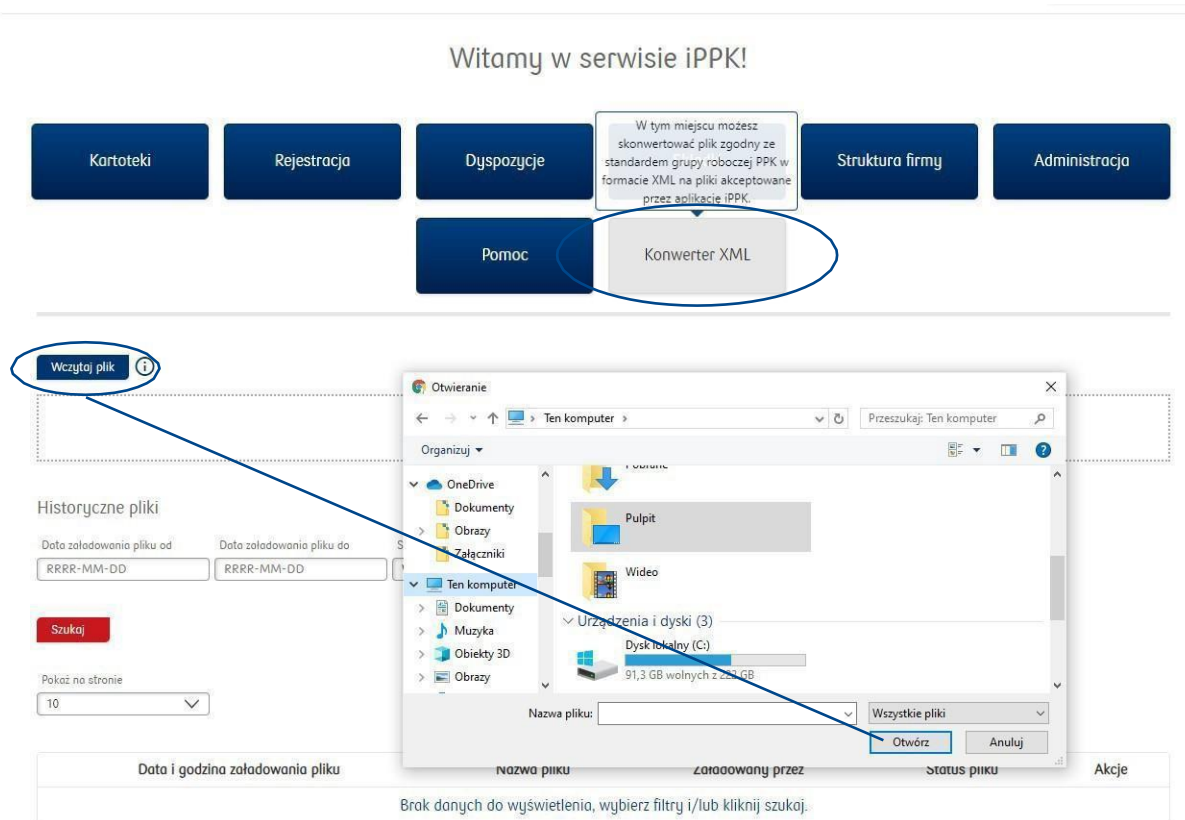 Witamy w serwisie iPPK!
Kartoteki
Rejestracja
Dyspozycje
W tym miejscu możesz
skonwertować plik zgodny ze
standardem grupy roboczej PPK w
formacie XML na pliki akceptowane
przez aplikację iPPK.
Struktura firmy
Administracja
Pomoc
Konwerter XML
Wczytaj plik
Historyczne pliki
Data załadowania pliku od
Data załadowania pliku do
RRRR-MM-DD
RRRR-MM-DD
Szukaj
Pokaż na stronie
10
Otwieranie
Ten komputer
Przeszukaj: Ten komputer
Organizuj
OneDrive
Dokumenty
Obrazy
Załączniki
Ten komputer
Dokumenty
Muzyka
Obiekty 3D
Obrazy
Pobrane
Pulpit
Wideo
Urządzenia i dyski (3)
Dysk lokalny (C:)
91,3 GB wolnych z 222 GB
Nazwa pliku:
Wszystkie pliki
Otwórz
Anuluj
Data i godzina załadowania pliku
Nazwa pliku
Załadowany przez
Status pliku
Akcje
Brak danych do wyświetlenia, wybierz filtry i/lub kliknij szukaj.